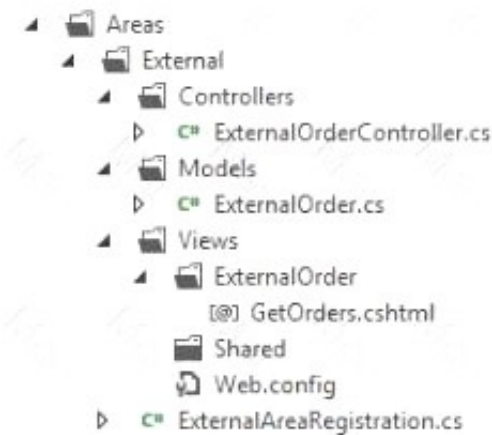 Areas
External
Controllers
C# ExternalOrderController.cs
Models
C# ExternalOrder.cs
Views
ExternalOrder
[@] GetOrders.cshtml
Shared
Web.config
C# ExternalAreaRegistration.cs